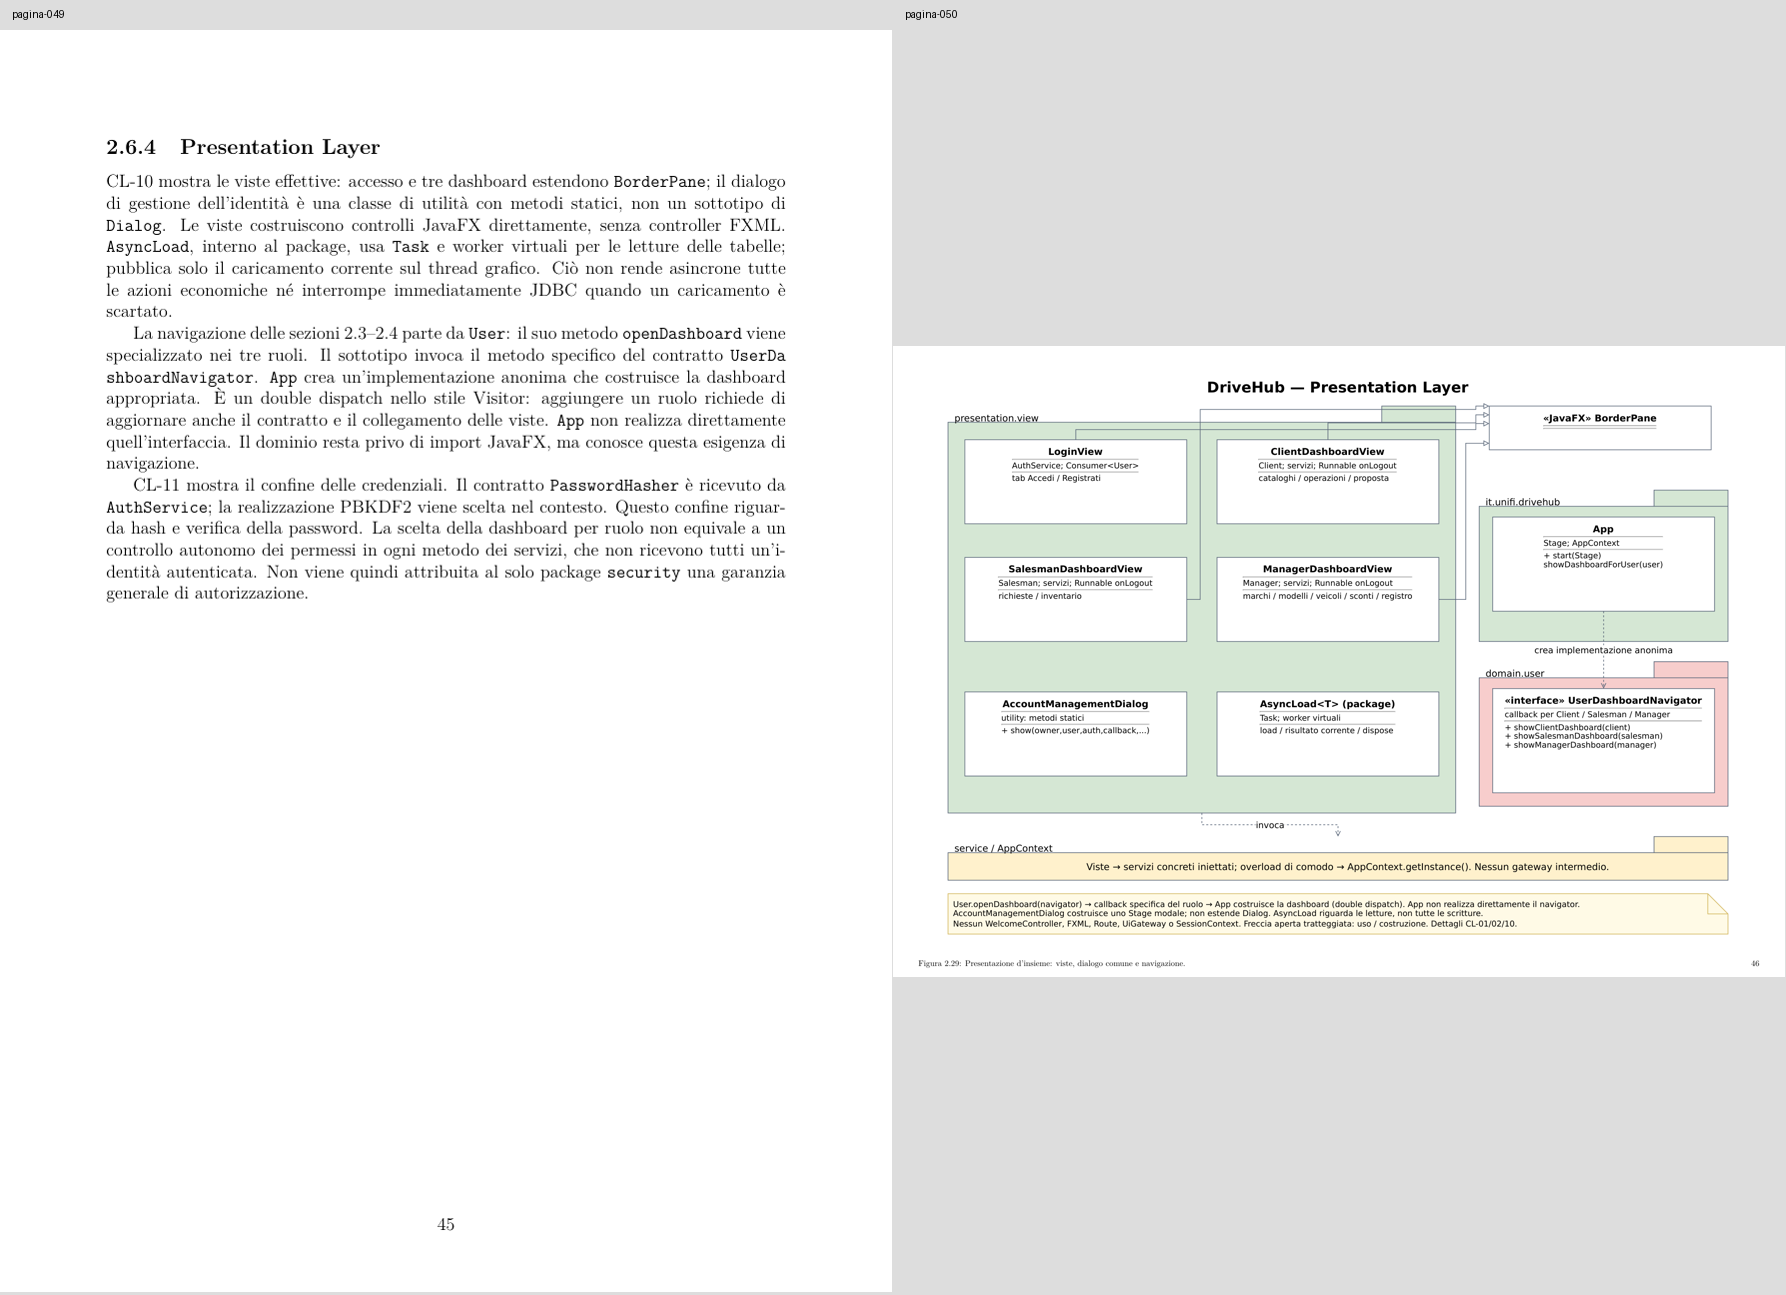 pagina-049
2.6.4 Presentation Layer
CL-10 mostra le viste effettive: accesso e tre dashboard estendono BorderPane; il dialogo
di gestione dell'identità è una classe di utilità con metodi statici, non un sottotipo di
Dialog. Le viste costruiscono controlli JavaFX direttamente, senza controller FXML.
AsyncLoad, interno al package, usa Task e worker virtuali per le letture delle tabelle;
pubblica solo il caricamento corrente sul thread grafico. Ciò non rende asincrone tutte
le azioni economiche né interrompe immediatamente JDBC quando un caricamento è
scartato.
La navigazione delle sezioni 2.3–2.4 parte da User: il suo metodo openDashboard viene
specializzato nei tre ruoli. Il sottotipo invoca il metodo specifico del contratto UserDa
shboardNavigator. App crea un'implementazione anonima che costruisce la dashboard
appropriata. È un double dispatch nello stile Visitor: aggiungere un ruolo richiede di
aggiornare anche il contratto e il collegamento delle viste. App non realizza direttamente
quell'interfaccia. Il dominio resta privo di import JavaFX, ma conosce questa esigenza di
navigazione.
CL-11 mostra il confine delle credenziali. Il contratto PasswordHasher è ricevuto da
AuthService; la realizzazione PBKDF2 viene scelta nel contesto. Questo confine riguar-
da hash e verifica della password. La scelta della dashboard per ruolo non equivale a un
controllo autonomo dei permessi in ogni metodo dei servizi, che non ricevono tutti un'i-
dentità autenticata. Non viene quindi attribuita al solo package security una garanzia
generale di autorizzazione.
45
pagina-050
DriveHub — Presentation Layer
presentation.view
LoginView
AuthService; Consumer<User>
tab Accedi / Registrati
ClientDashboardView
Client; servizi; Runnable onLogout
cataloghi / operazioni / proposta
«JavaFX» BorderPane
SalesmanDashboardView
Salesman; servizi; Runnable onLogout
richieste / inventario
ManagerDashboardView
Manager; servizi; Runnable onLogout
marchi / modelli / veicoli / sconti / registro
it.unifi.drivehub
App
Stage; AppContext
+ start(Stage)
showDashboardForUser(user)
crea implementazione anonima
AccountManagementDialog
utility: metodi statici
+ show(owner,user,auth,callback,...)
AsyncLoad<T> (package)
Task; worker virtuali
load / risultato corrente / dispose
domain.user
«interface» UserDashboardNavigator
callback per Client / Salesman / Manager
+ showClientDashboard(client)
+ showSalesmanDashboard(salesman)
+ showManagerDashboard(manager)
invoca
service / AppContext
Viste → servizi concreti iniettati; overload di comodo → AppContext.getInstance(). Nessun gateway intermedio.
User.openDashboard(navigator) → callback specifica del ruolo → App costruisce la dashboard (double dispatch). App non realizza direttamente il navigator.
AccountManagementDialog costruisce uno Stage modale; non estende Dialog. AsyncLoad riguarda le letture, non tutte le scritture.
Nessun WelcomeController, FXML, Route, UiGateway o SessionContext. Freccia aperta tratteggiata: uso / costruzione. Dettagli CL-01/02/10.
Figura 2.29: Presentazione d'insieme: viste, dialogo comune e navigazione.
46